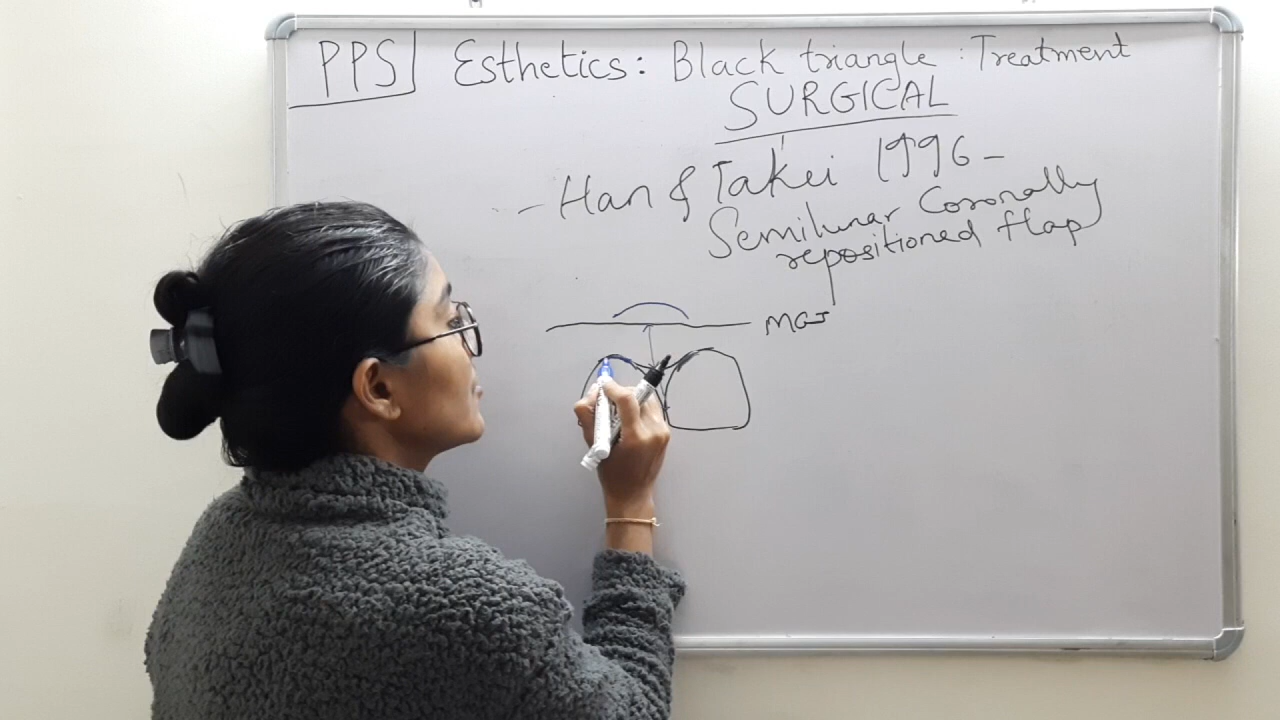 PPS Esthetics: Black triangle : Treatment
SURGICAL
- Han & Takei 1996 -
Semilunar Coronally
repositioned flap
MGJ